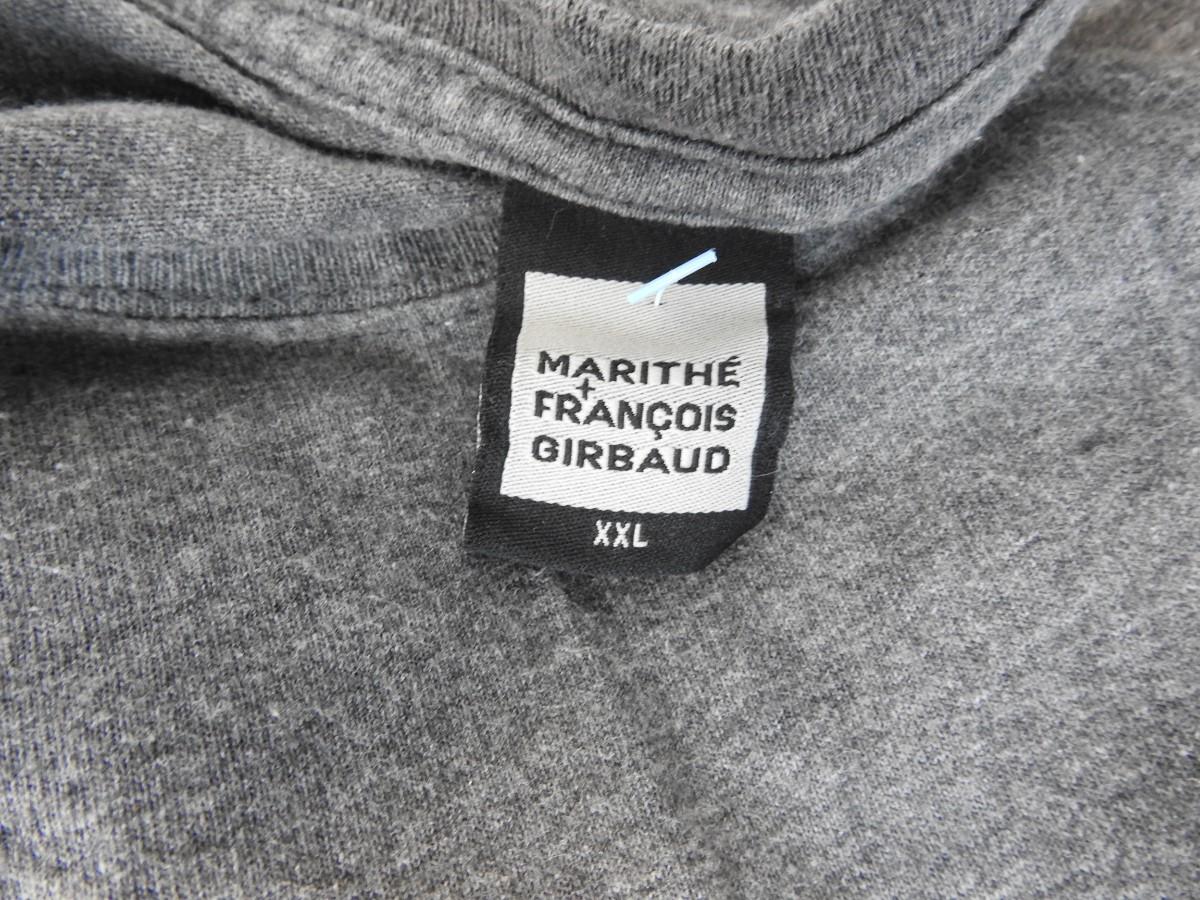 MARITHÉ
+
FRANÇOIS
GIRBAUD
XXL